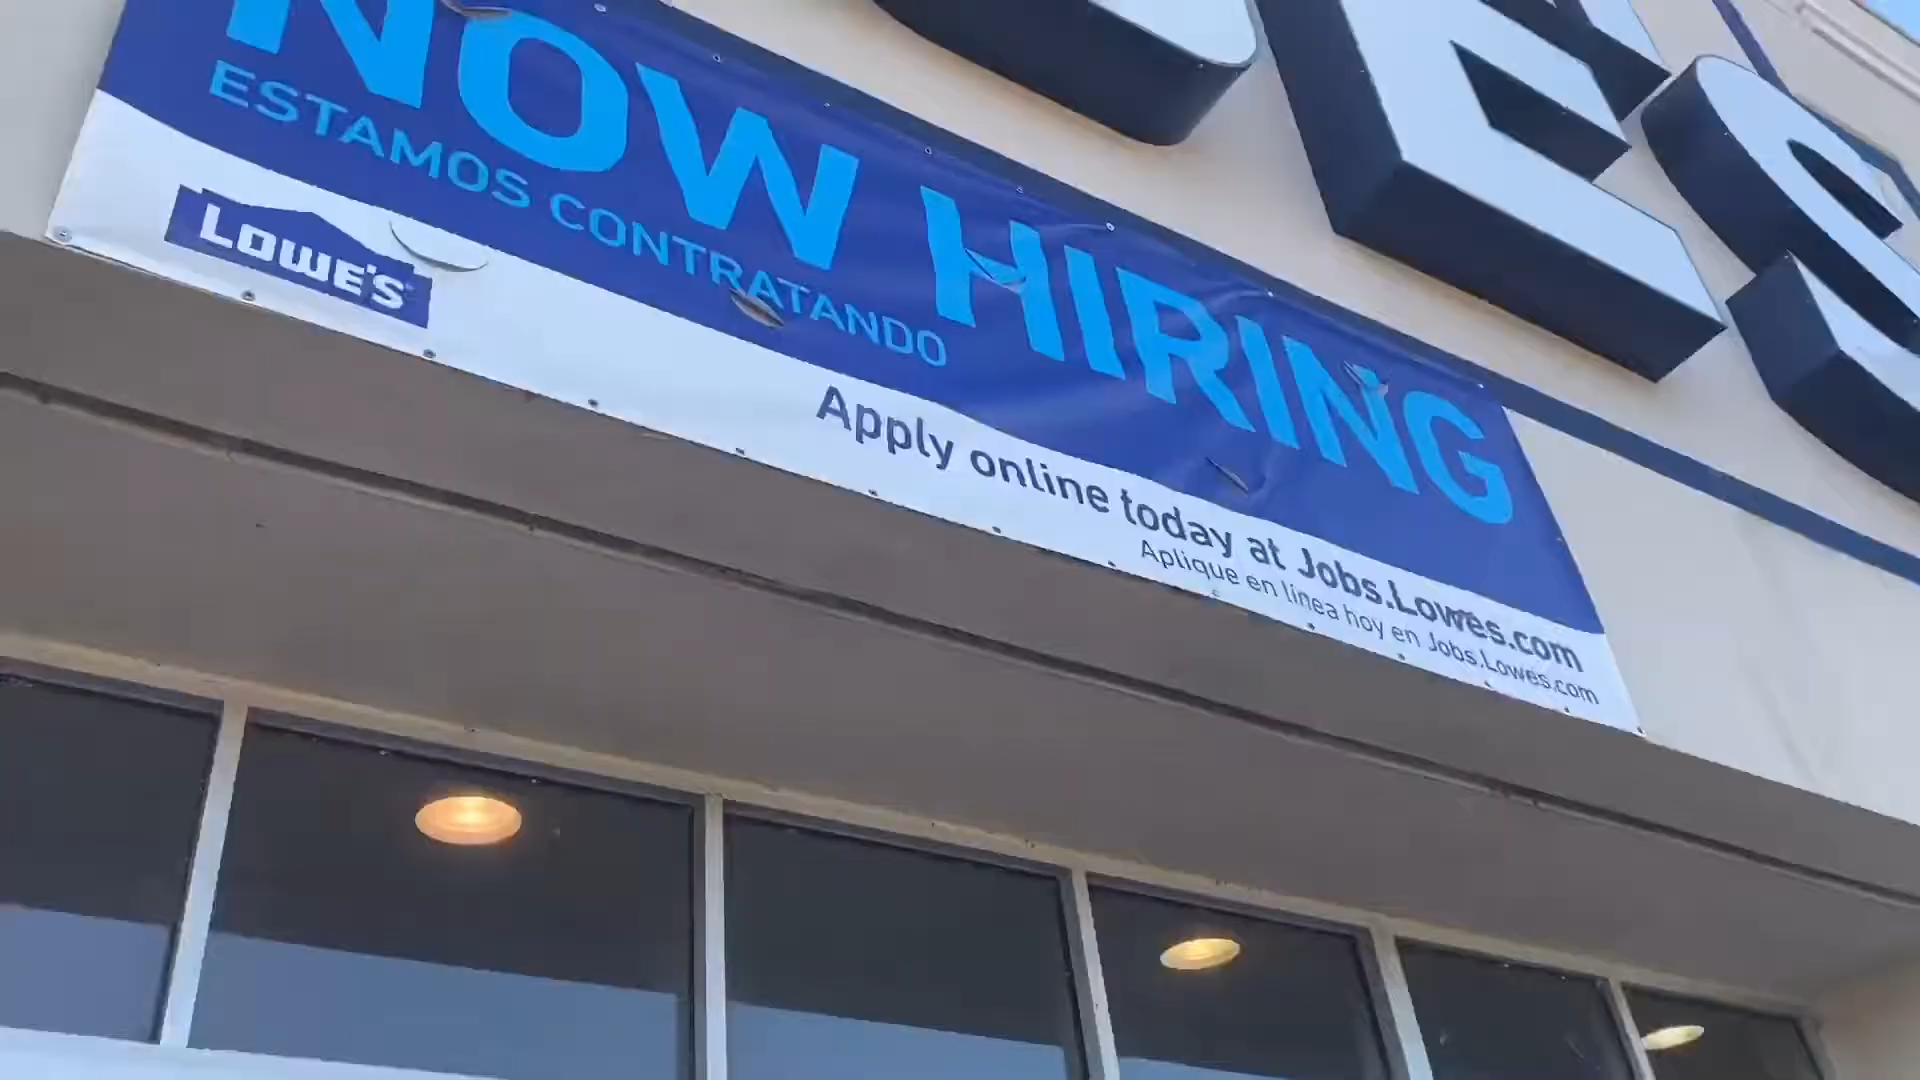 ES
NOW HIRING
ESTAMOS CONTRATANDO
LOWE'S
Apply online today at Jobs.Lowes.com
Aplique en línea hoy en Jobs.Lowes.com